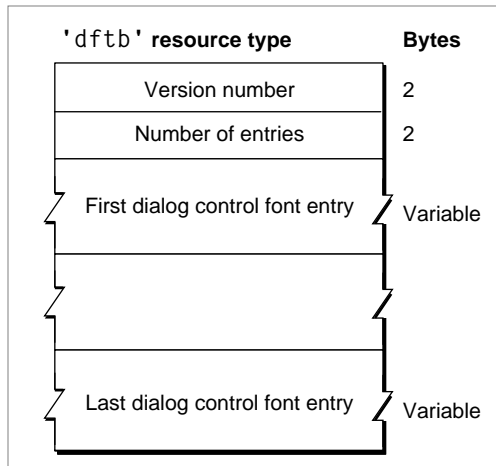 'dftb' resource type Bytes
Version number 2
Number of entries 2
First dialog control font entry Variable
Last dialog control font entry Variable